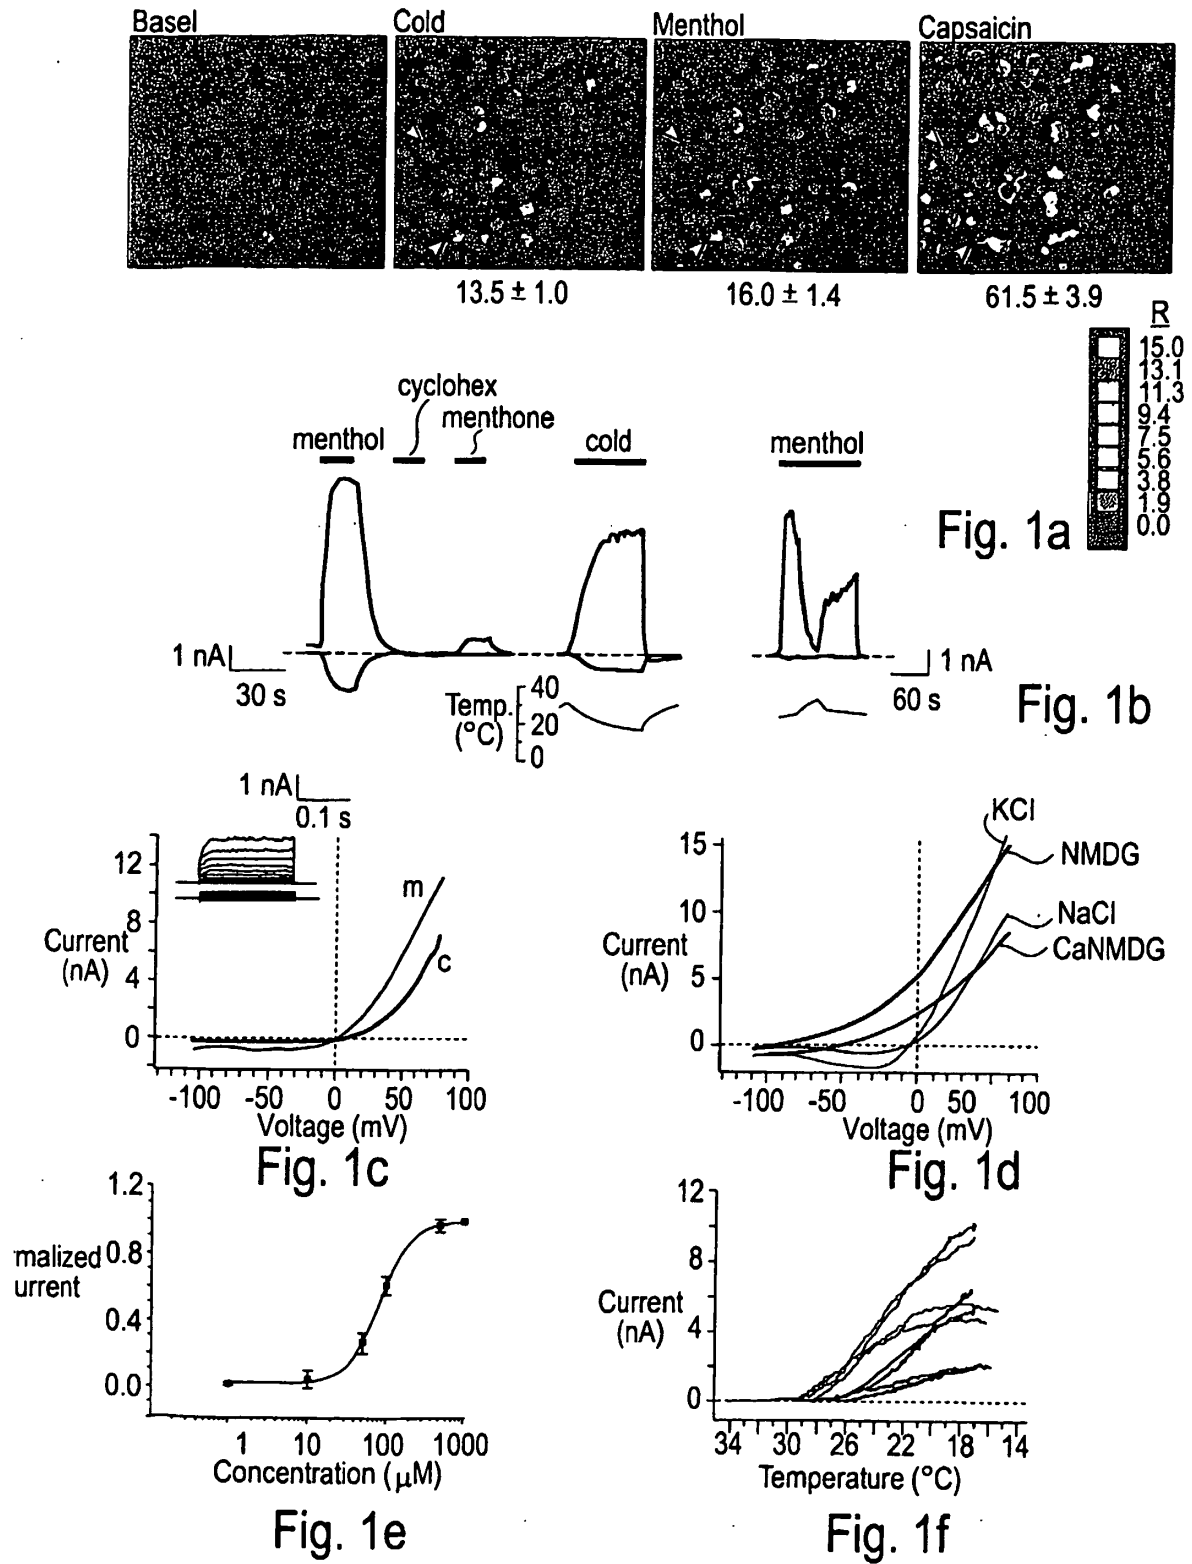 Basel Cold Menthol Capsaicin
13.5 ± 1.0 16.0 ± 1.4 61.5 ± 3.9
R
15.0
13.1
11.3
9.4
7.5
5.6
3.8
1.9
0.0
Fig. 1a
cyclohex
menthone
menthol cold menthol
1 nA
30 s
Temp.
(°C)
40
20
0
1 nA
60 s
Fig. 1b
1 nA
0.1 s
12
8
4
0
Current
(nA)
m
c
-100 -50 0 50 100
Voltage (mV)
Fig. 1c
15
10
5
0
Current
(nA)
KCl
NMDG
NaCl
CaNMDG
-100 -50 0 50 100
Voltage (mV)
Fig. 1d
1.2
0.8
0.4
0.0
rmalized
urrent
1 10 100 1000
Concentration (µM)
Fig. 1e
12
8
4
0
Current
(nA)
34 30 26 22 18 14
Temperature (°C)
Fig. 1f